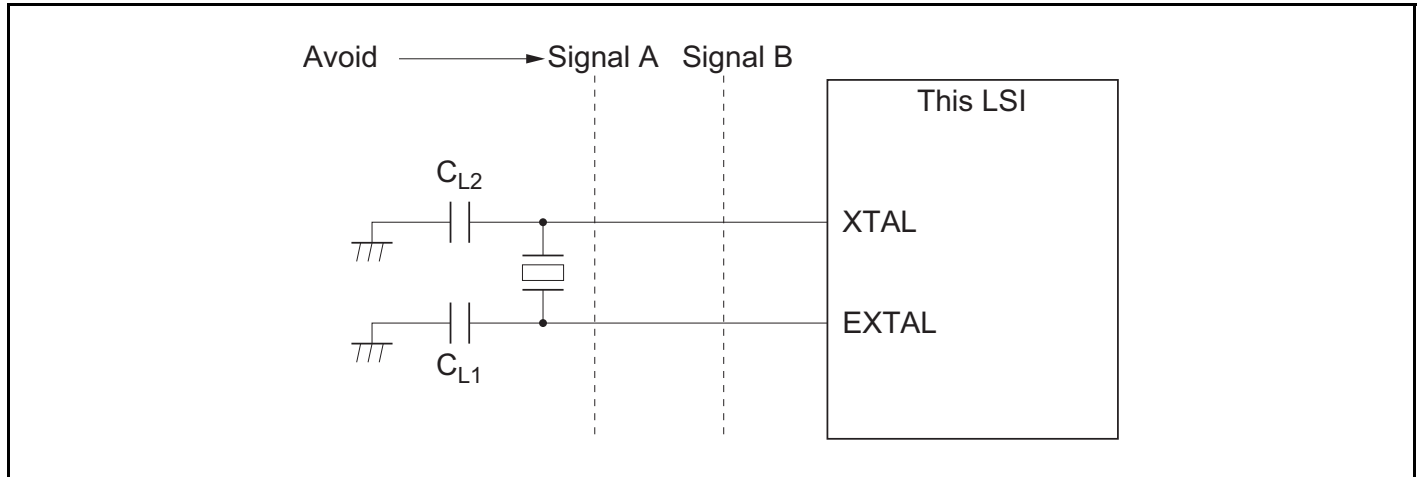 Avoid Signal A Signal B
This LSI
CL2
XTAL
EXTAL
CL1